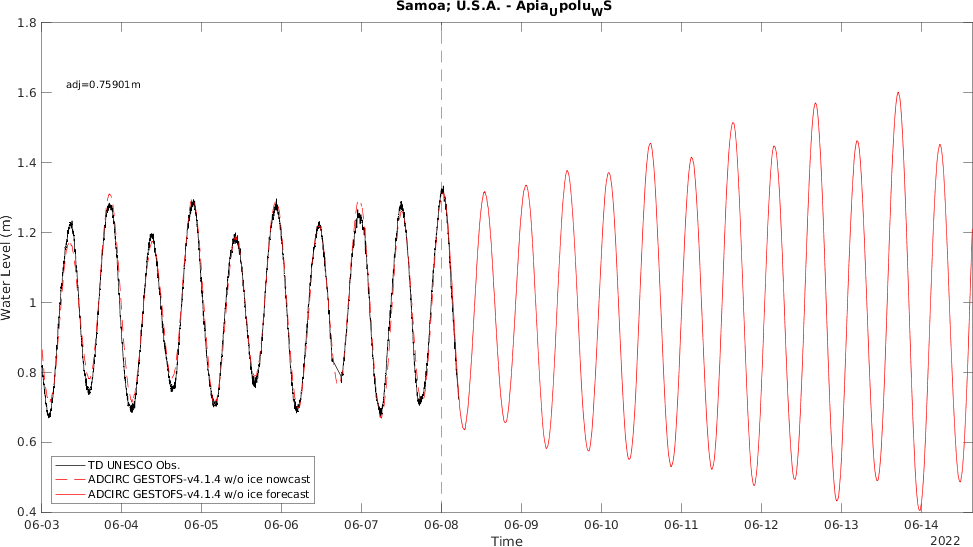 Samoa; U.S.A. - ApiaUpoluWS
1.8
adj=0.75901m
1.6
1.4
1.2
1
0.8
0.6
0.4
Water Level (m)
TD UNESCO Obs.
ADCIRC GESTOFS-v4.1.4 w/o ice nowcast
ADCIRC GESTOFS-v4.1.4 w/o ice forecast
06-03 06-04 06-05 06-06 06-07 06-08 06-09 06-10 06-11 06-12 06-13 06-14
Time
2022